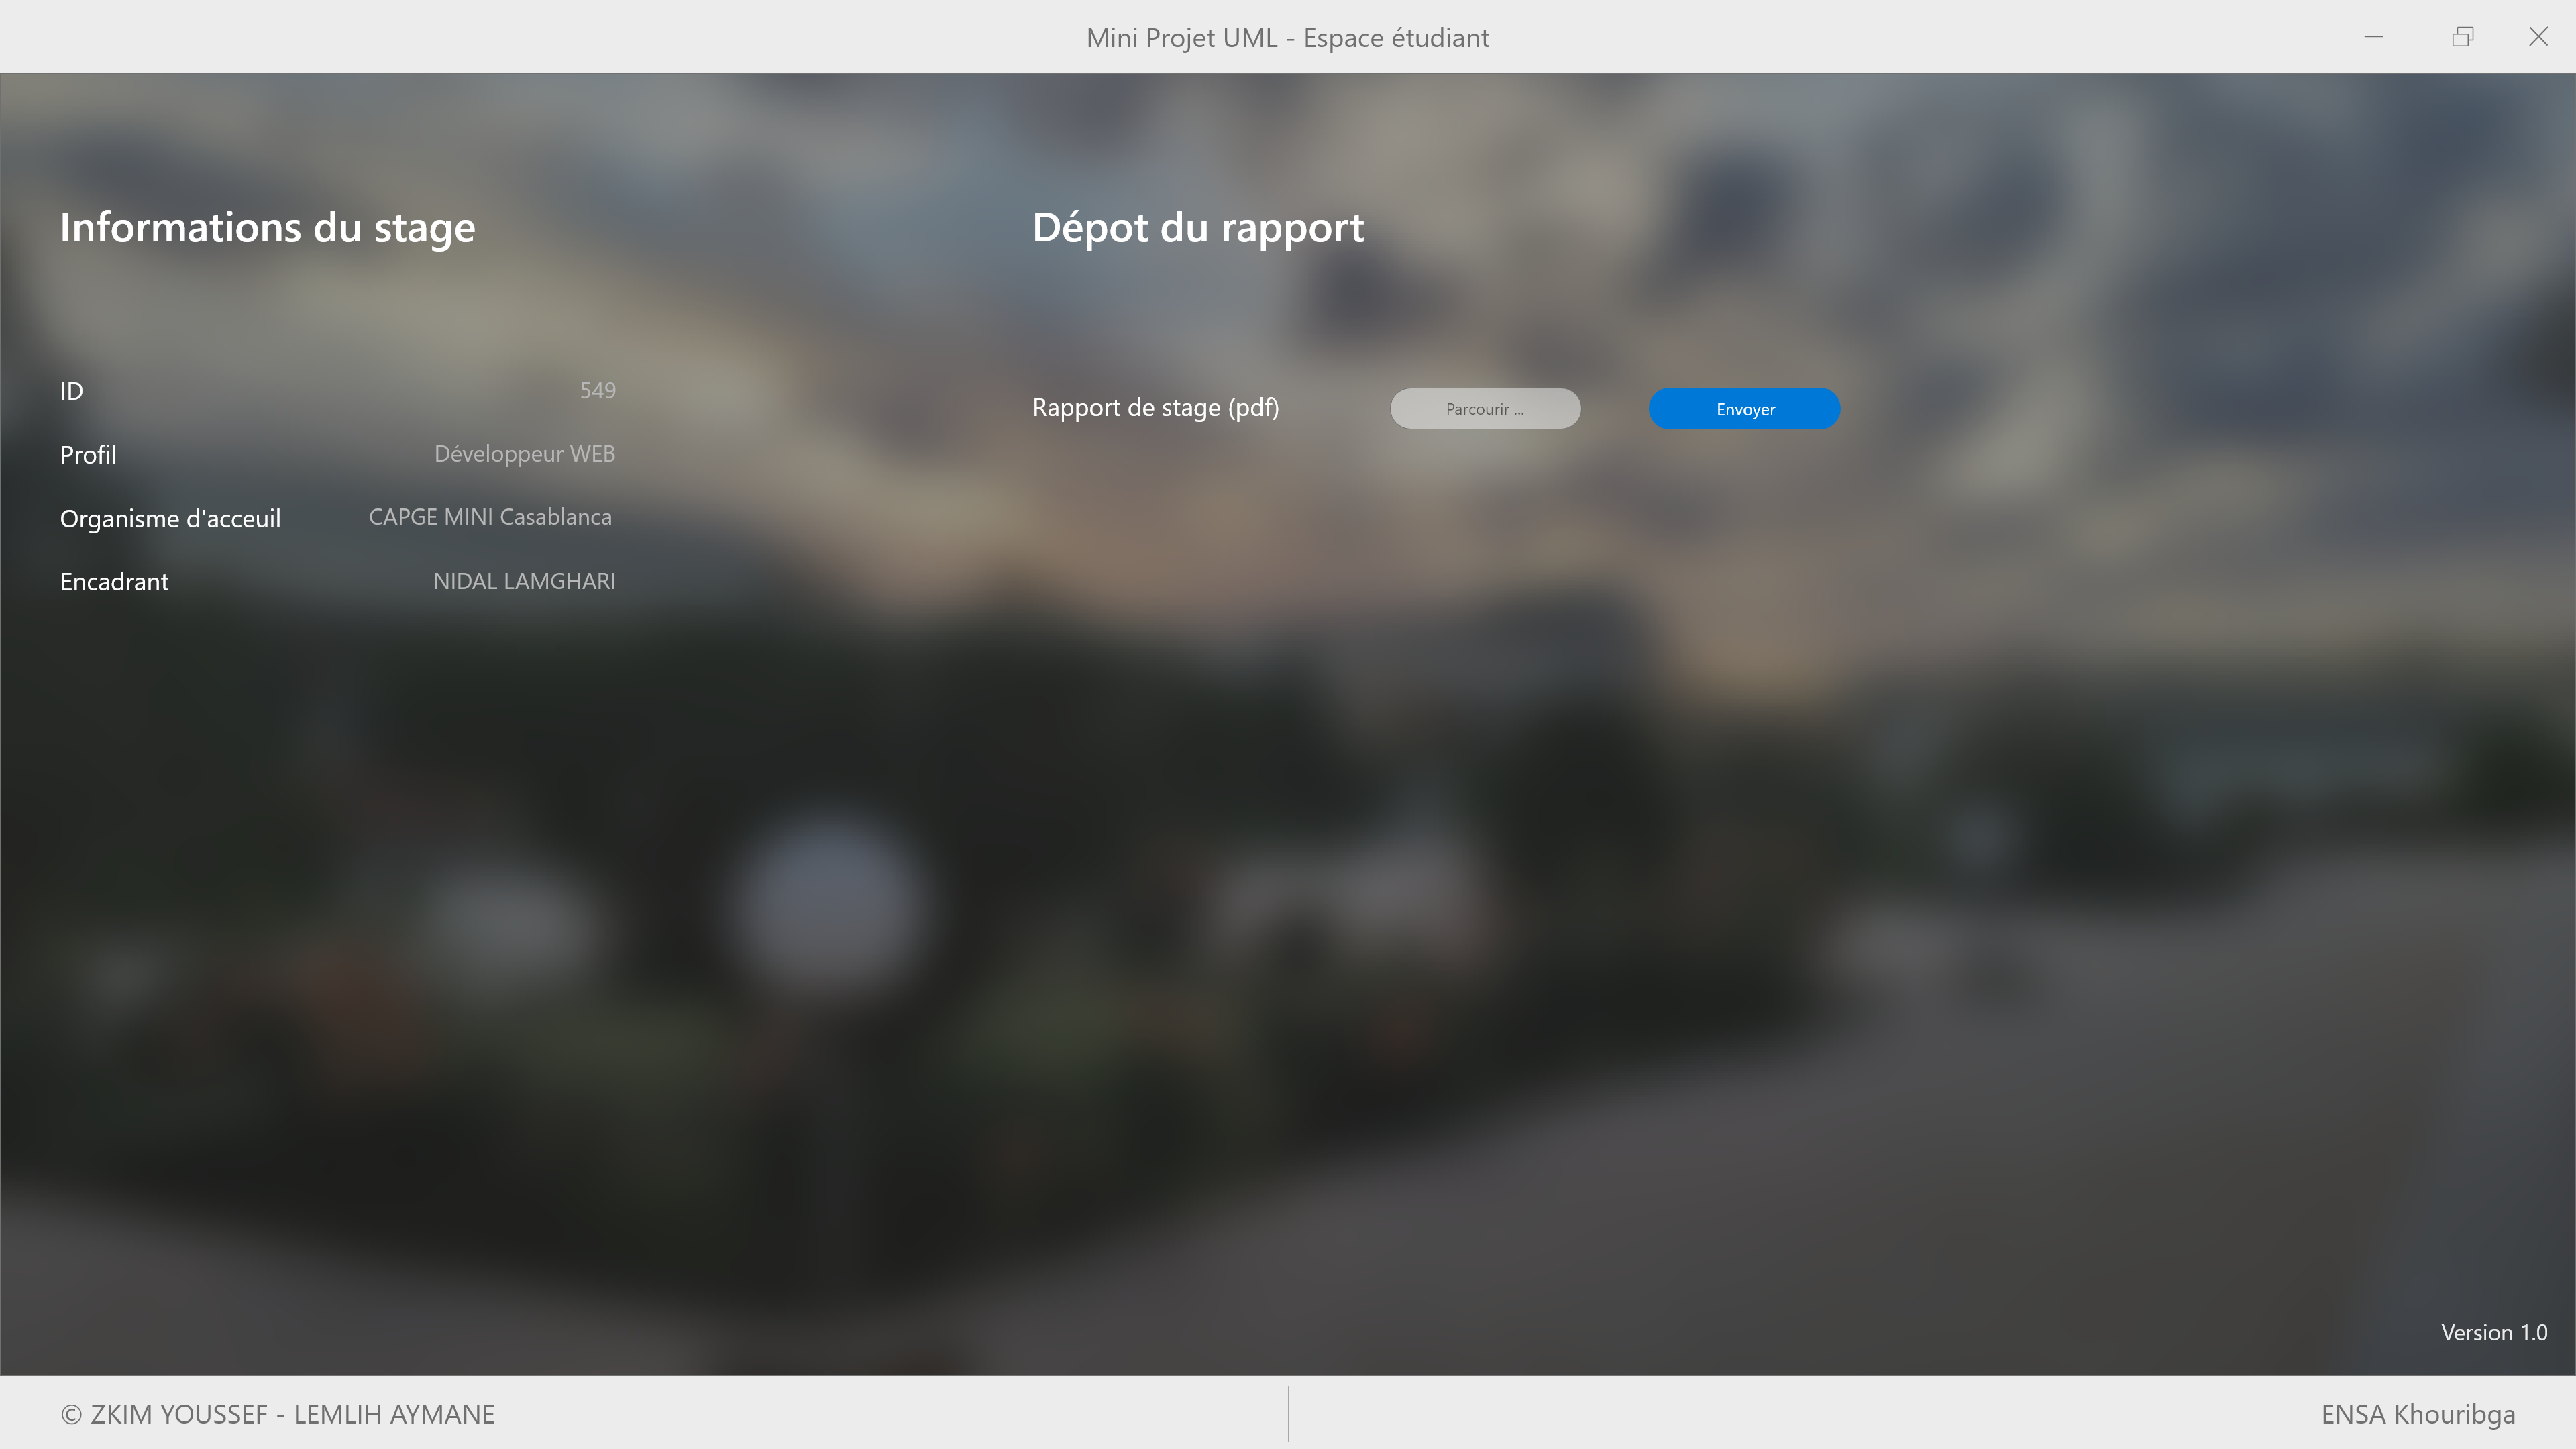 Mini Projet UML - Espace étudiant
Informations du stage
ID 549
Profil Développeur WEB
Organisme d'acceuil CAPGE MINI Casablanca
Encadrant NIDAL LAMGHARI
Dépot du rapport
Rapport de stage (pdf) Parcourir ... Envoyer
Version 1.0
© ZKIM YOUSSEF - LEMLIH AYMANE
ENSA Khouribga